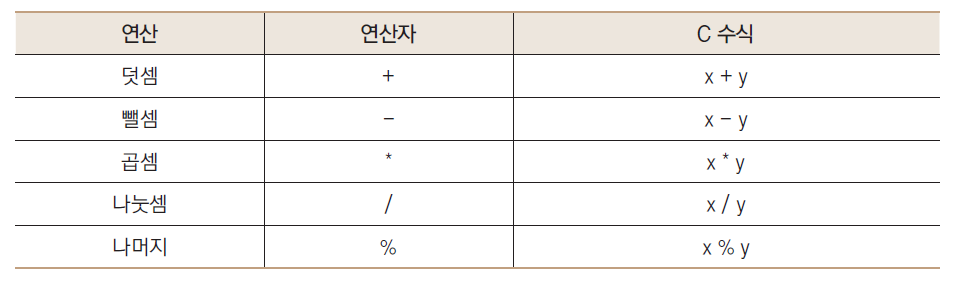 연산 연산자 C 수식
덧셈 + x + y
뺄셈 − x − y
곱셈 * x * y
나눗셈 / x / y
나머지 % x % y